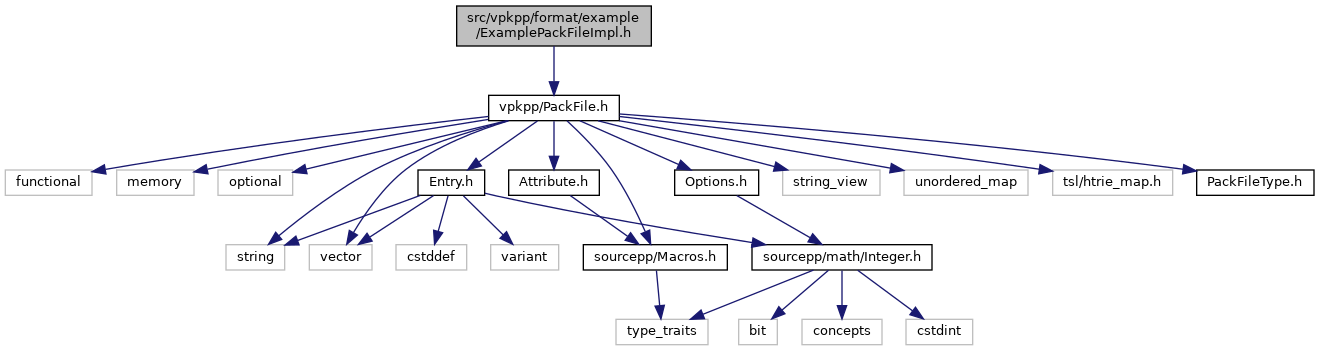 src/vpkpp/format/example
/ExamplePackFileImpl.h
vpkpp/PackFile.h
functional
memory
optional
Entry.h
Attribute.h
Options.h
string_view
unordered_map
tsl/htrie_map.h
PackFileType.h
string
vector
cstddef
variant
sourcepp/Macros.h
sourcepp/math/Integer.h
type_traits
bit
concepts
cstdint